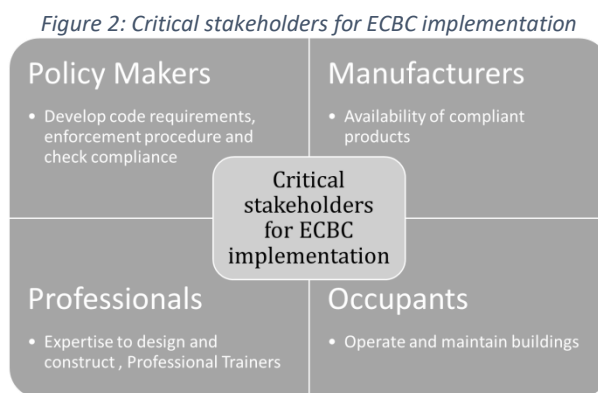 Figure 2: Critical stakeholders for ECBC implementation
Policy Makers
• Develop code requirements,
enforcement procedure and
check compliance
Manufacturers
• Availability of compliant
products
Critical
stakeholders
for ECBC
implementation
Professionals
• Expertise to design and
construct , Professional Trainers
Occupants
• Operate and maintain buildings